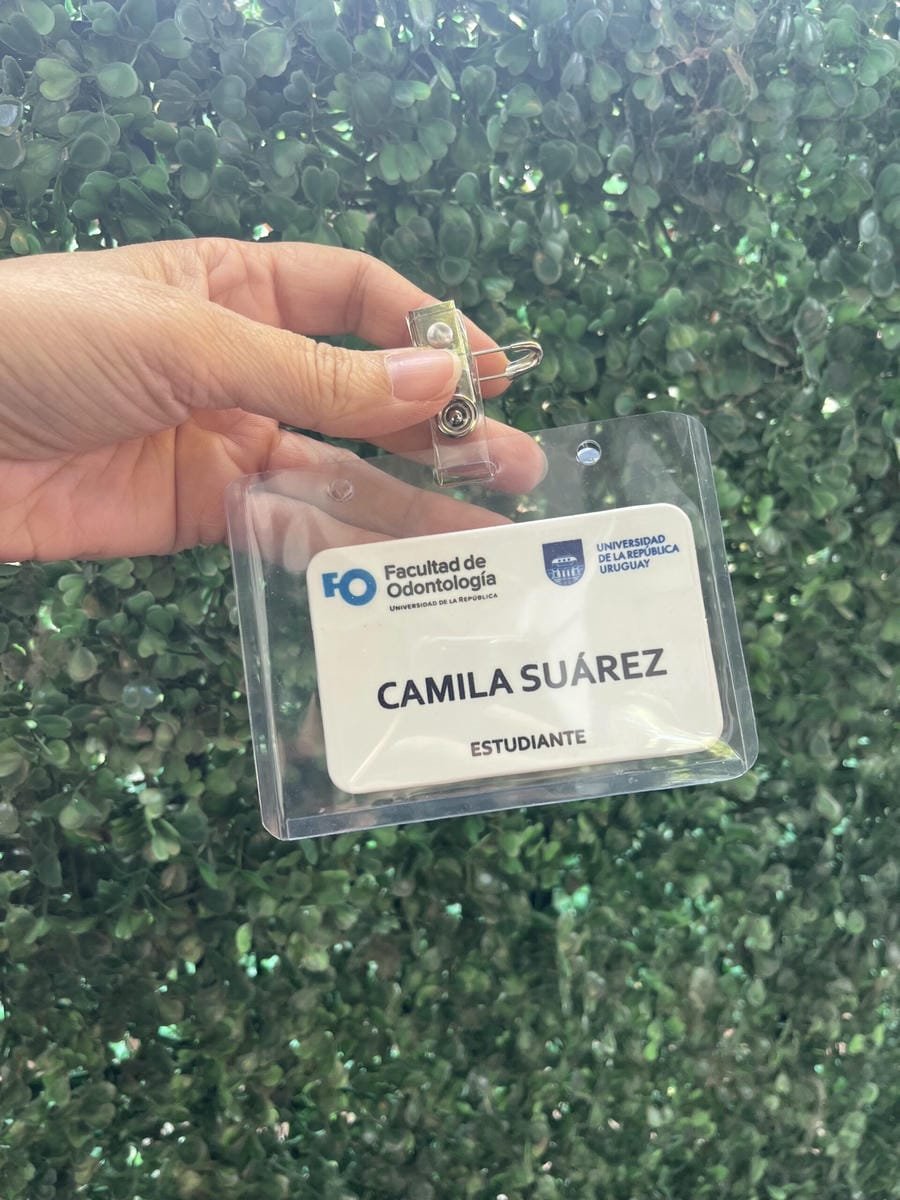 FO
Facultad de
Odontología
UNIVERSIDAD DE LA REPÚBLICA
UNIVERSIDAD
DE LA REPÚBLICA
URUGUAY
CAMILA SUÁREZ
ESTUDIANTE